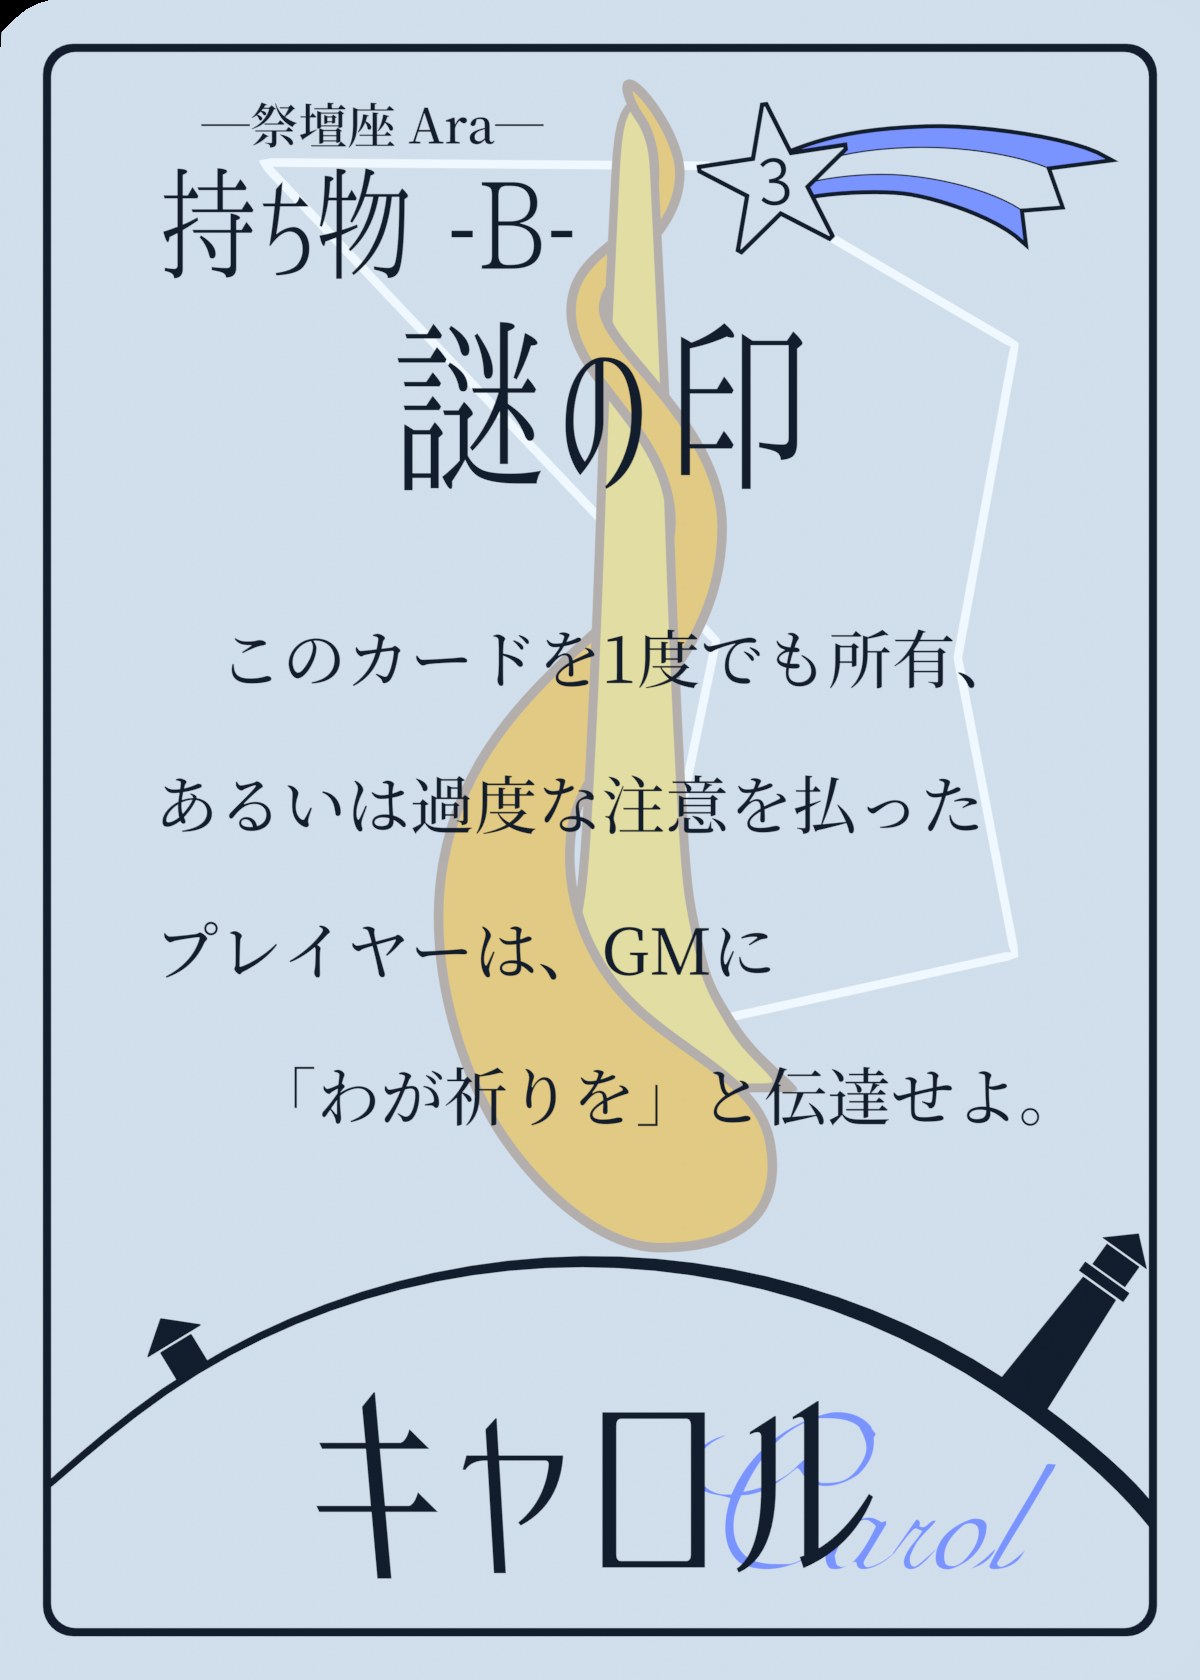 ―祭壇座 Ara―
持ち物 -B-
3
謎の印
このカードを1度でも所有、
あるいは過度な注意を払った
プレイヤーは、GMに
「わが祈りを」と伝達せよ。
キャロル
Carol